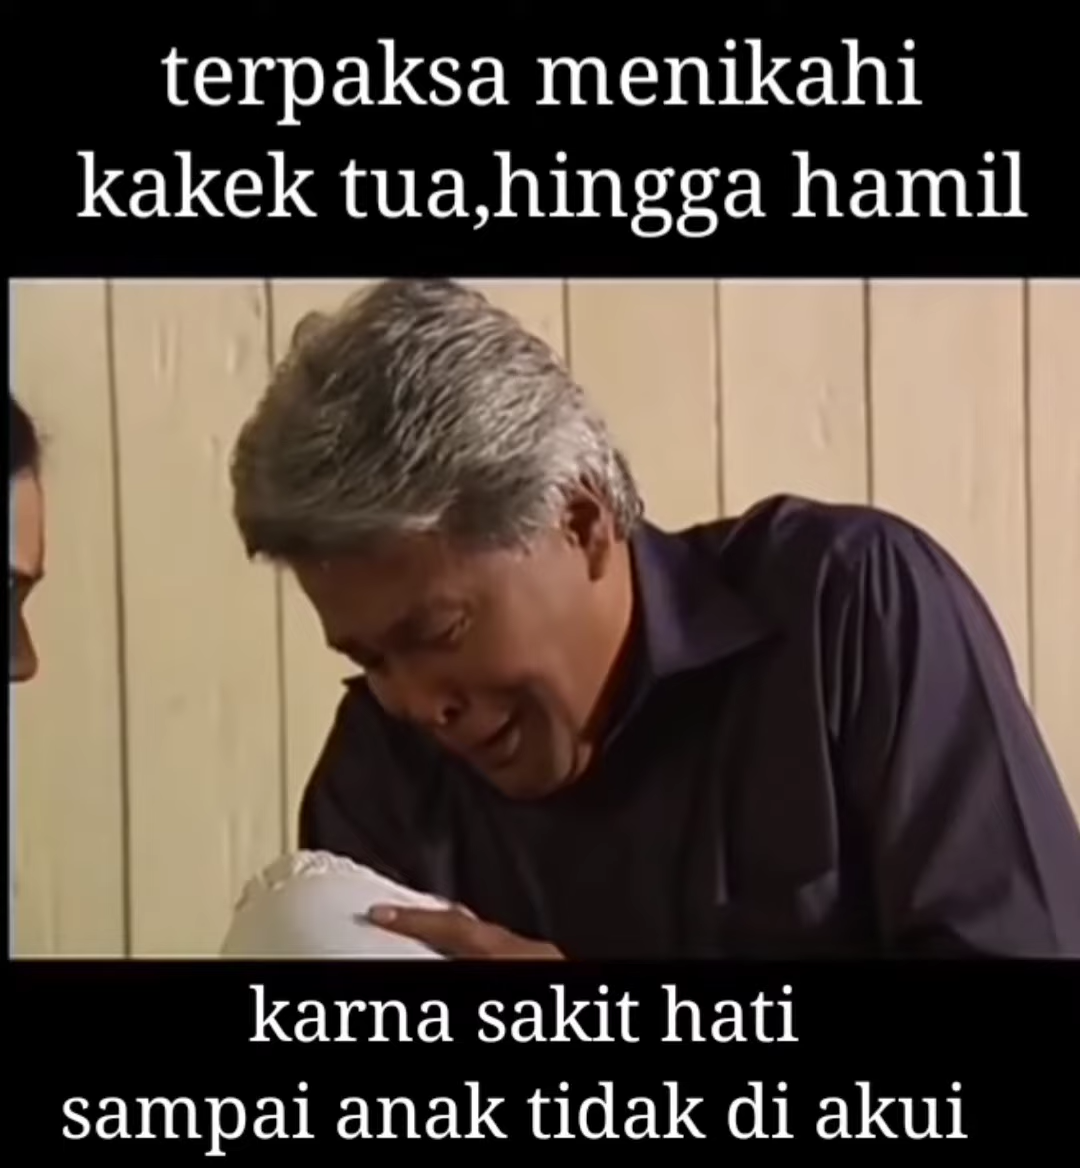 terpaksa menikahi
kakek tua,hingga hamil
karna sakit hati
sampai anak tidak di akui